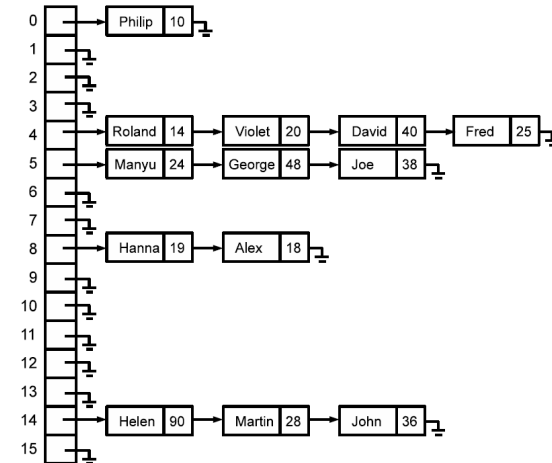 0 Philip 10
1
2
3
4 Roland 14 Violet 20 David 40 Fred 25
5 Manyu 24 George 48 Joe 38
6
7
8 Hanna 19 Alex 18
9
10
11
12
13
14 Helen 90 Martin 28 John 36
15